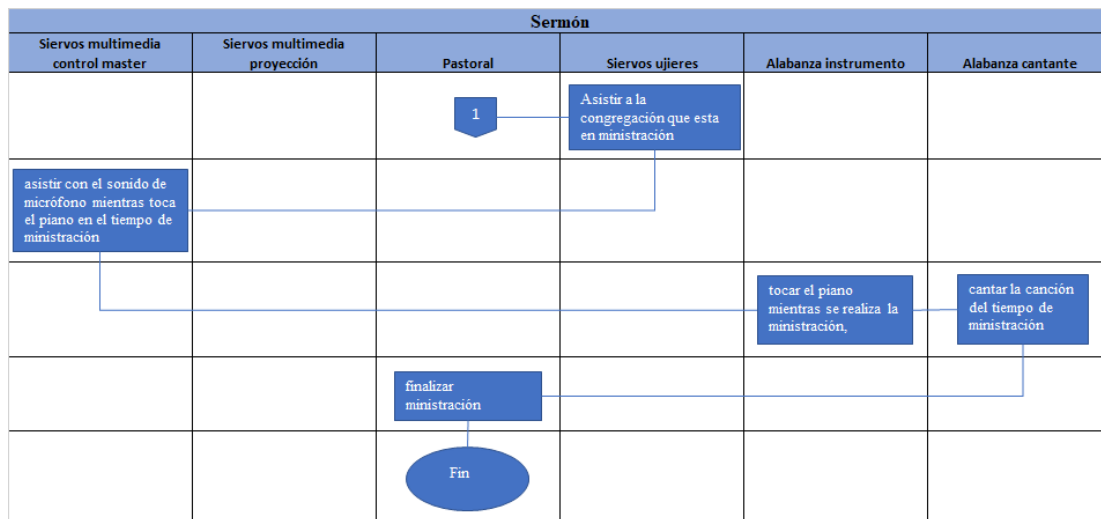 Sermón
Siervos multimedia
control master
Siervos multimedia
proyección
Pastoral
Siervos ujieres
Alabanza instrumento
Alabanza cantante
1
Asistir a la
congregación que esta
en ministración
asistir con el sonido de
micrófono mientras toca
el piano en el tiempo de
ministración
tocar el piano
mientras se realiza la
ministración,
cantar la canción
del tiempo de
ministración
finalizar
ministración
Fin